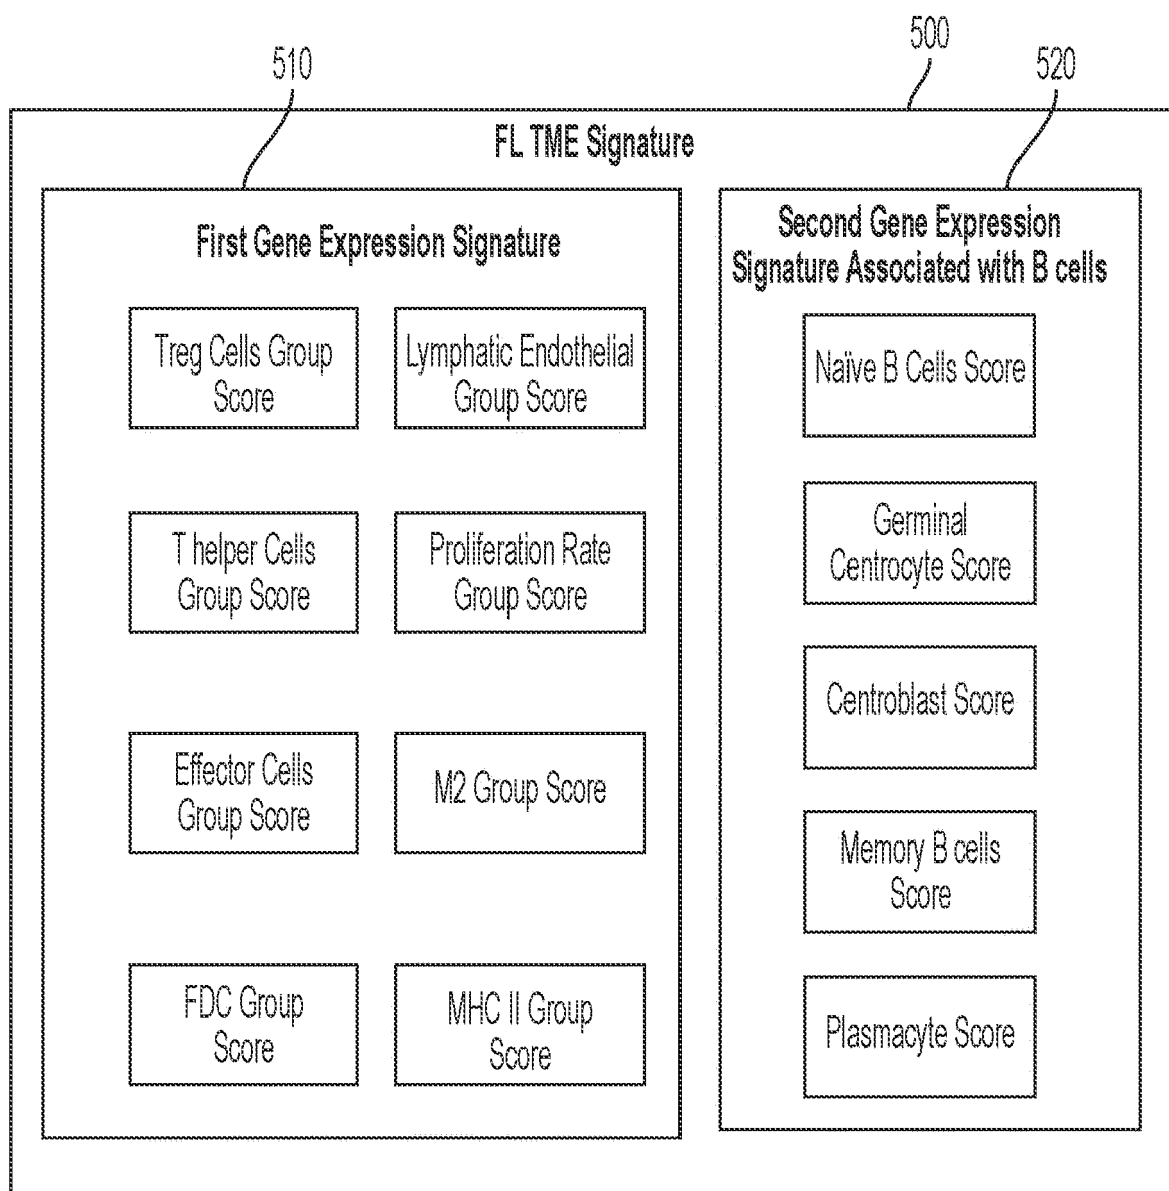 500
510
520
FL TME Signature
First Gene Expression Signature
Treg Cells Group
Score
Lymphatic Endothelial
Group Score
T helper Cells
Group Score
Proliferation Rate
Group Score
Effector Cells
Group Score
M2 Group Score
FDC Group
Score
MHC II Group
Score
Second Gene Expression
Signature Associated with B cells
Naïve B Cells Score
Germinal
Centrocyte Score
Centroblast Score
Memory B cells
Score
Plasmacyte Score